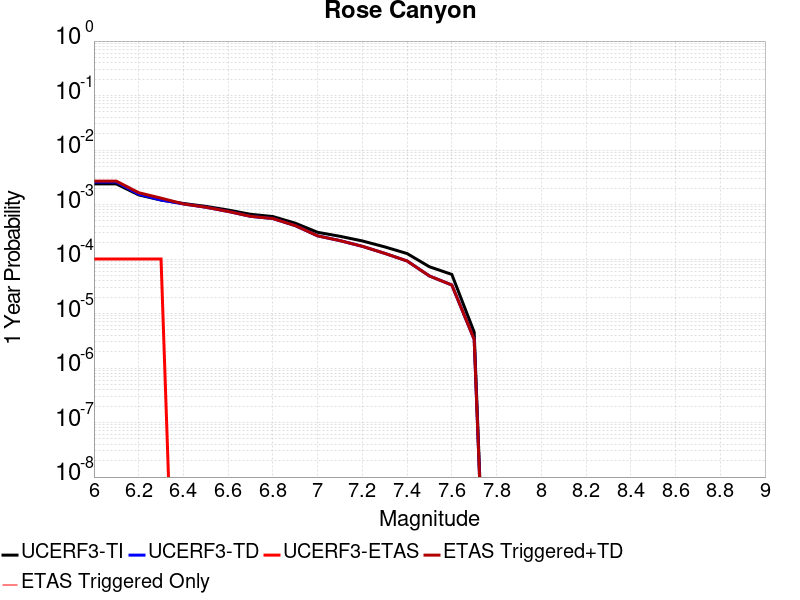 Rose Canyon
10^0
10^-1
10^-2
10^-3
10^-4
10^-5
10^-6
10^-7
10^-8
1 Year Probability
6 6.2 6.4 6.6 6.8 7 7.2 7.4 7.6 7.8 8 8.2 8.4 8.6 8.8 9
Magnitude
UCERF3-TI UCERF3-TD UCERF3-ETAS ETAS Triggered+TD
ETAS Triggered Only